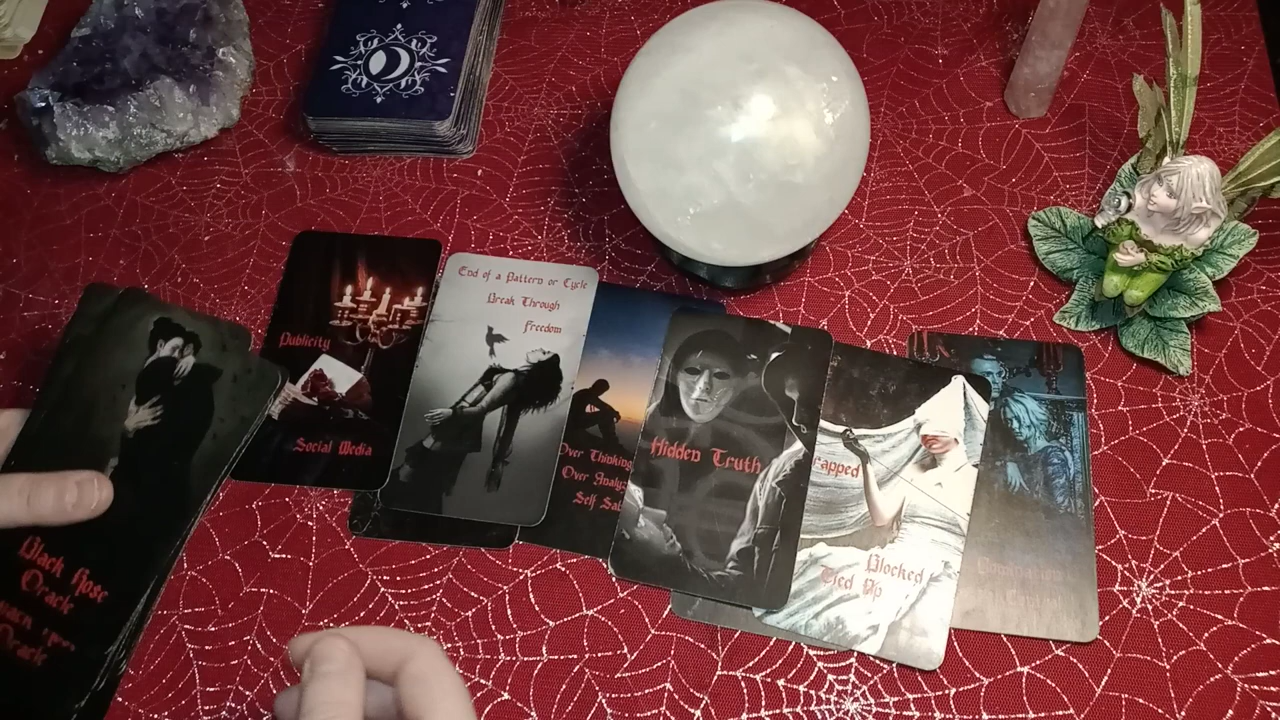 Publicity
Social Media
End of a Pattern or Cycle
Break Through
Freedom
Over Thinking
Over Analyz
Self Sab
Hidden Truth
rapped
Blocked
Tied Up
Black Rose
Oracle
Oracle